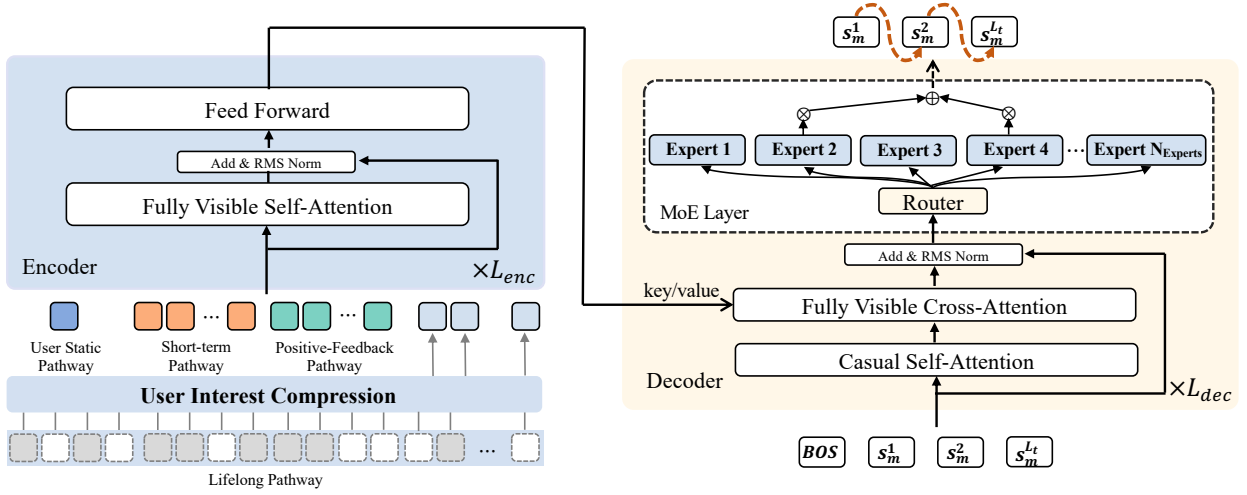 Feed Forward
Add & RMS Norm
Fully Visible Self-Attention
Encoder
×L_enc
User Static
Pathway
Short-term
Pathway
...
Positive-Feedback
Pathway
...
...
User Interest Compression
...
Lifelong Pathway
s_m^1
s_m^2
s_m^{L_t}
Expert 1
Expert 2
Expert 3
Expert 4
...
Expert N_Experts
Router
MoE Layer
Add & RMS Norm
key/value
Fully Visible Cross-Attention
Casual Self-Attention
Decoder
×L_dec
BOS
s_m^1
s_m^2
s_m^{L_t}